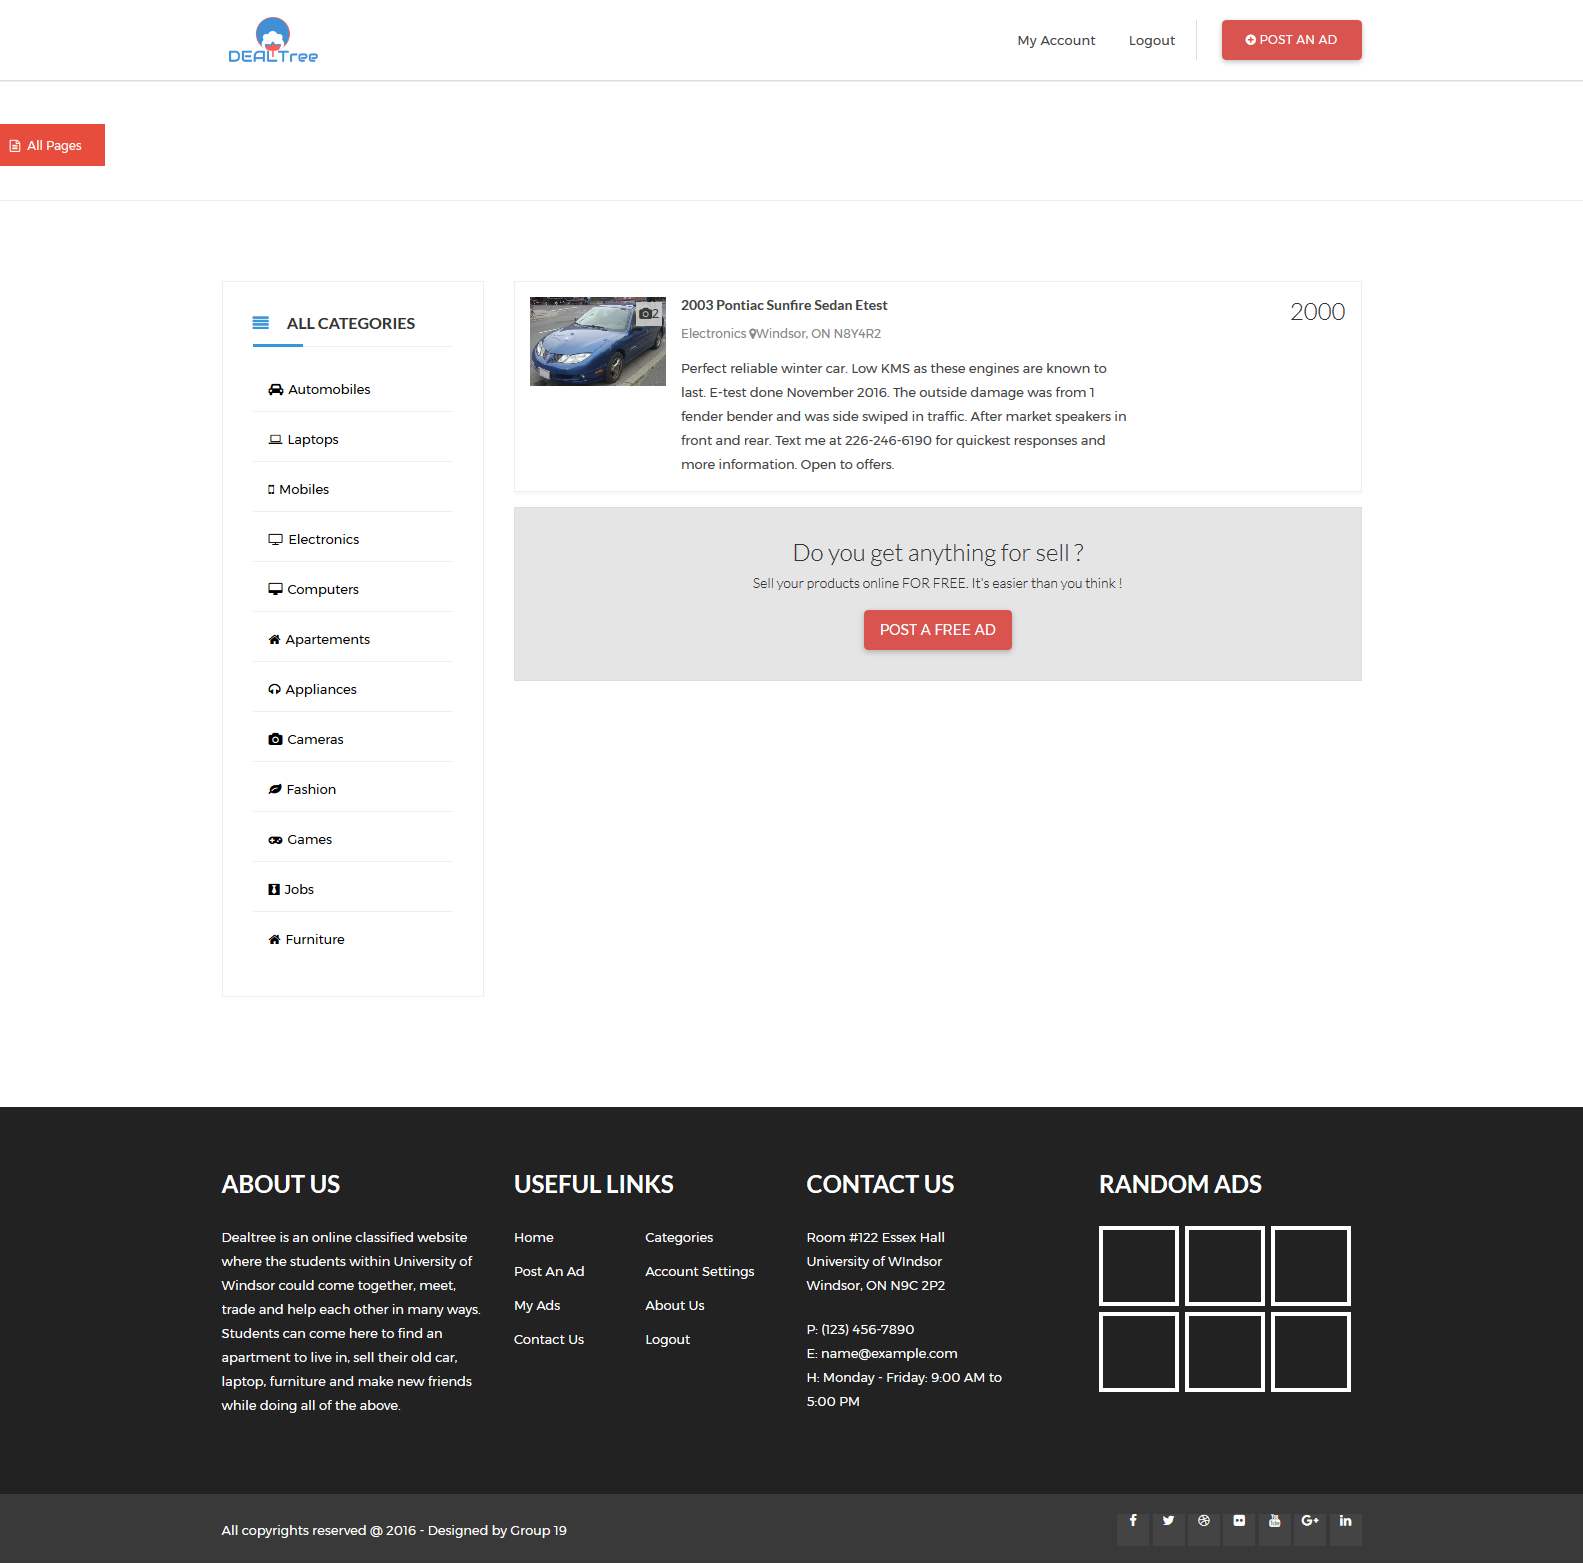 DEALTree
My Account
Logout
POST AN AD
All Pages
ALL CATEGORIES
Automobiles
Laptops
Mobiles
Electronics
Computers
Apartements
Appliances
Cameras
Fashion
Games
Jobs
Furniture
2
2003 Pontiac Sunfire Sedan Etest
2000
Electronics Windsor, ON N8Y4R2
Perfect reliable winter car. Low KMS as these engines are known to
last. E-test done November 2016. The outside damage was from 1
fender bender and was side swiped in traffic. After market speakers in
front and rear. Text me at 226-246-6190 for quickest responses and
more information. Open to offers.
Do you get anything for sell ?
Sell your products online FOR FREE. It's easier than you think !
POST A FREE AD
ABOUT US
Dealtree is an online classified website
where the students within University of
Windsor could come together, meet,
trade and help each other in many ways.
Students can come here to find an
apartment to live in, sell their old car,
laptop, furniture and make new friends
while doing all of the above.
USEFUL LINKS
Home
Post An Ad
My Ads
Contact Us
Categories
Account Settings
About Us
Logout
CONTACT US
Room #122 Essex Hall
University of WIndsor
Windsor, ON N9C 2P2
P: (123) 456-7890
E: name@example.com
H: Monday - Friday: 9:00 AM to
5:00 PM
RANDOM ADS
All copyrights reserved @ 2016 - Designed by Group 19